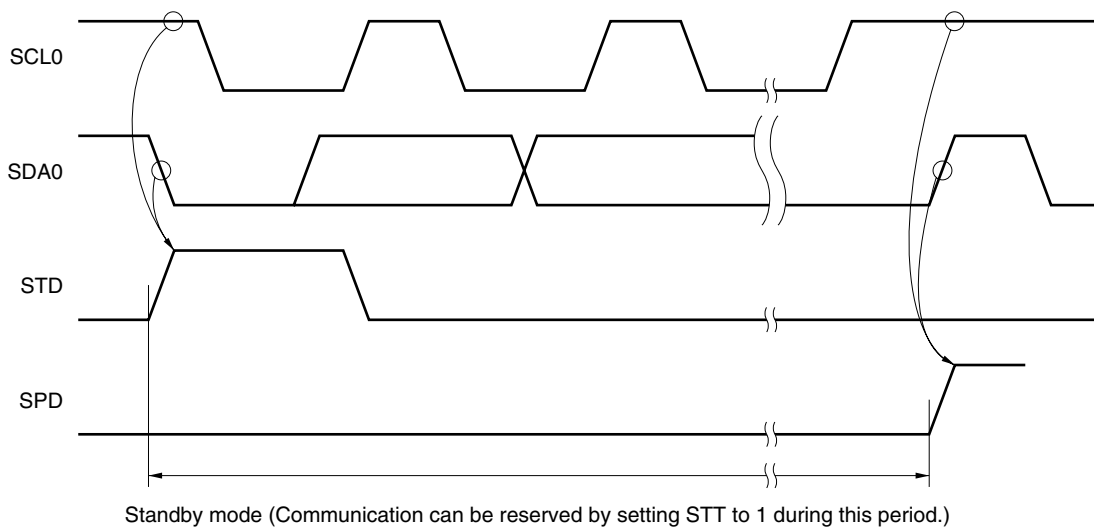 SCL0
SDA0
STD
SPD
Standby mode (Communication can be reserved by setting STT to 1 during this period.)